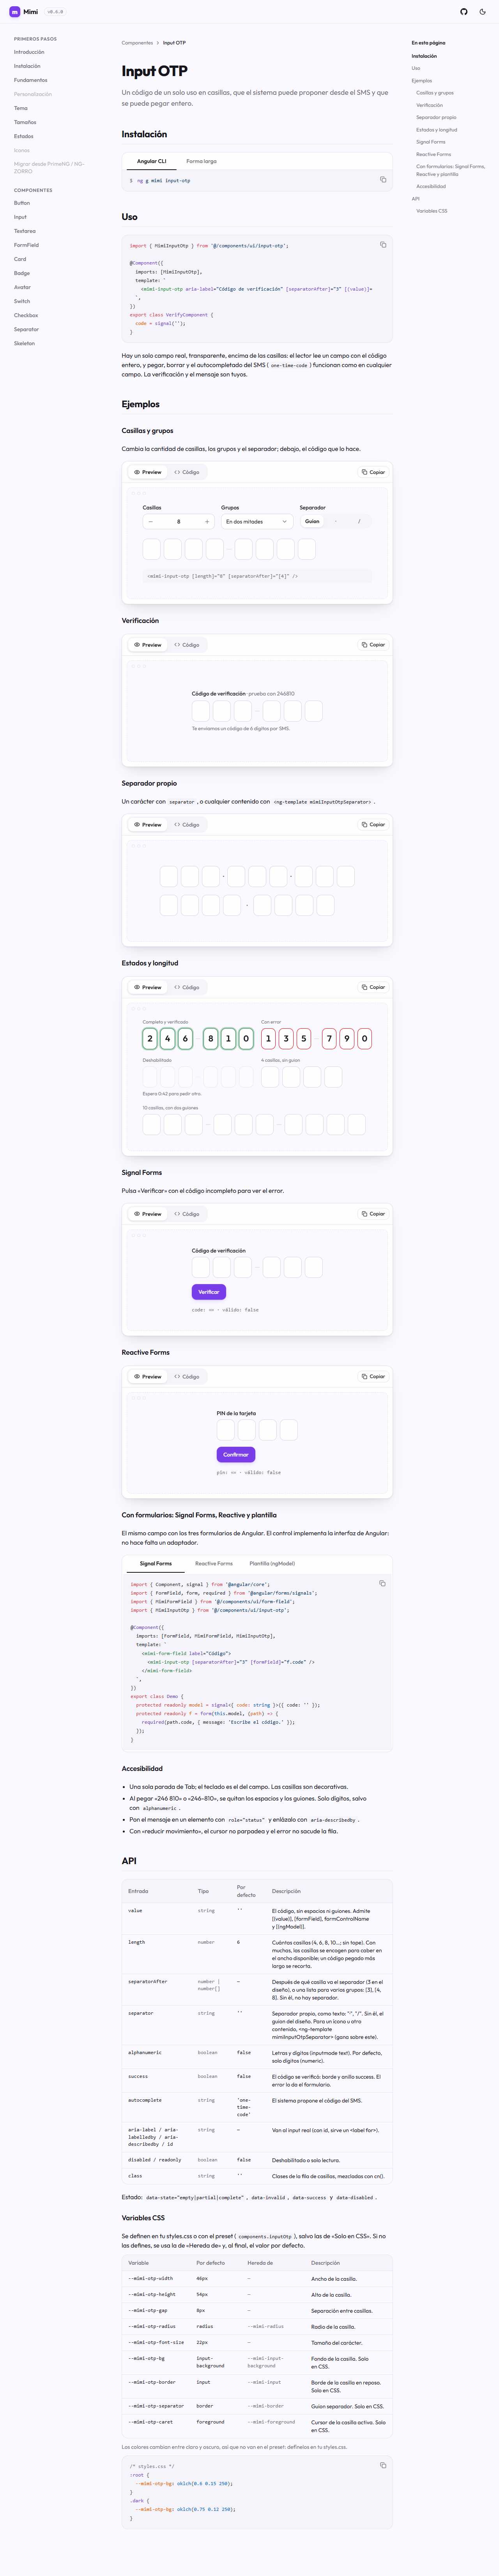 m Mimi v0.6.0
PRIMEROS PASOS
Introducción
Instalación
Fundamentos
Personalización
Tema
Tamaños
Estados
Iconos
Migrar desde PrimeNG / NG-
ZORRO
COMPONENTES
Button
Input
Textarea
FormField
Card
Badge
Avatar
Switch
Checkbox
Separator
Skeleton
Componentes > Input OTP
Input OTP
Un código de un solo uso en casillas, que el sistema puede proponer desde el SMS y que
se puede pegar entero.
Instalación
Angular CLI Forma larga
$ ng g mimi input-otp
Uso
import { MimiInputOtp } from '@/components/ui/input-otp';
@Component({
imports: [MimiInputOtp],
template: `
<mimi-input-otp aria-label="Código de verificación" [separatorAfter]="3" [(value)]=
`,
})
export class VerifyComponent {
code = signal('');
}
Hay un solo campo real, transparente, encima de las casillas: el lector lee un campo con el código
entero, y pegar, borrar y el autocompletado del SMS ( one-time-code ) funcionan como en cualquier
campo. La verificación y el mensaje son tuyos.
Ejemplos
Casillas y grupos
Cambia la cantidad de casillas, los grupos y el separador; debajo, el código que lo hace.
Preview Código Copiar
Casillas Grupos Separador
− 8 + En dos mitades Guion · /
<mimi-input-otp [length]="8" [separatorAfter]="[4]" />
Verificación
Preview Código Copiar
Código de verificación · prueba con 246810
Te enviamos un código de 6 dígitos por SMS.
Separador propio
Un carácter con separator , o cualquier contenido con <ng-template mimiInputOtpSeparator> .
Preview Código Copiar
Estados y longitud
Preview Código Copiar
Completo y verificado Con error
2 4 6 8 1 0 1 3 5 7 9 0
Deshabilitado 4 casillas, sin guion
Espera 0:42 para pedir otro.
10 casillas, con dos guiones
Signal Forms
Pulsa «Verificar» con el código incompleto para ver el error.
Preview Código Copiar
Código de verificación
Verificar
code: «» · válido: false
Reactive Forms
Preview Código Copiar
PIN de la tarjeta
Confirmar
pin: «» · válido: false
Con formularios: Signal Forms, Reactive y plantilla
El mismo campo con los tres formularios de Angular. El control implementa la interfaz de Angular:
no hace falta un adaptador.
Signal Forms Reactive Forms Plantilla (ngModel)
import { Component, signal } from '@angular/core';
import { FormField, form, required } from '@angular/forms/signals';
import { MimiFormField } from '@/components/ui/form-field';
import { MimiInputOtp } from '@/components/ui/input-otp';
@Component({
imports: [FormField, MimiFormField, MimiInputOtp],
template: `
<mimi-form-field label="Código">
<mimi-input-otp [separatorAfter]="3" [formField]="f.code" />
</mimi-form-field>
`,
})
export class Demo {
protected readonly model = signal<{ code: string }>({ code: '' });
protected readonly f = form(this.model, (path) => {
required(path.code, { message: 'Escribe el código.' });
});
}
Accesibilidad
• Una sola parada de Tab; el teclado es el del campo. Las casillas son decorativas.
• Al pegar «246 810» o «246-810», se quitan los espacios y los guiones. Solo dígitos, salvo
con alphanumeric .
• Pon el mensaje en un elemento con role="status" y enlázalo con aria-describedby .
• Con «reducir movimiento», el cursor no parpadea y el error no sacude la fila.
API
Entrada Tipo Por
defecto Descripción
value string '' El código, sin espacios ni guiones. Admite
[(value)], [formField], formControlName
y [(ngModel)].
length number 6 Cuántas casillas (4, 6, 8, 10…; sin tope). Con
muchas, las casillas se encogen para caber en
el ancho disponible; un código pegado más
largo se recorta.
separatorAfter number |
number[] — Después de qué casilla va el separador (3 en el
diseño), o una lista para varios grupos: [3], [4,
8]. Sin él, no hay separador.
separator string '' Separador propio, como texto: "·", "/". Sin él, el
guion del diseño. Para un icono u otro
contenido, <ng-template
mimiInputOtpSeparator> (gana sobre este).
alphanumeric boolean false Letras y dígitos (inputmode text). Por defecto,
solo dígitos (numeric).
success boolean false El código se verificó: borde y anillo success. El
error lo da el formulario.
autocomplete string 'one-
time-
code' El sistema propone el código del SMS.
aria-label / aria-
labelledby / aria-
describedby / id string — Van al input real (con id, sirve un <label for>).
disabled / readonly boolean false Deshabilitado o solo lectura.
class string '' Clases de la fila de casillas, mezcladas con cn().
Estado: data-state="empty|partial|complete" , data-invalid , data-success y data-disabled .
Variables CSS
Se definen en tu styles.css o con el preset ( components.inputOtp ), salvo las de «Solo en CSS». Si no
las defines, se usa la de «Hereda de» y, al final, el valor por defecto.
Variable Por defecto Hereda de Descripción
--mimi-otp-width 46px — Ancho de la casilla.
--mimi-otp-height 54px — Alto de la casilla.
--mimi-otp-gap 8px — Separación entre casillas.
--mimi-otp-radius radius --mimi-radius Radio de la casilla.
--mimi-otp-font-size 22px — Tamaño del carácter.
--mimi-otp-bg input-
background --mimi-input-
background Fondo de la casilla. Solo
en CSS.
--mimi-otp-border input --mimi-input Borde de la casilla en reposo.
Solo en CSS.
--mimi-otp-separator border --mimi-border Guion separador. Solo en CSS.
--mimi-otp-caret foreground --mimi-foreground Cursor de la casilla activa. Solo
en CSS.
Los colores cambian entre claro y oscuro, así que no van en el preset: defínelos en tu styles.css.
/* styles.css */
:root {
--mimi-otp-bg: oklch(0.6 0.15 250);
}
.dark {
--mimi-otp-bg: oklch(0.75 0.12 250);
}
En esta página
Instalación
Uso
Ejemplos
Casillas y grupos
Verificación
Separador propio
Estados y longitud
Signal Forms
Reactive Forms
Con formularios: Signal Forms,
Reactive y plantilla
Accesibilidad
API
Variables CSS